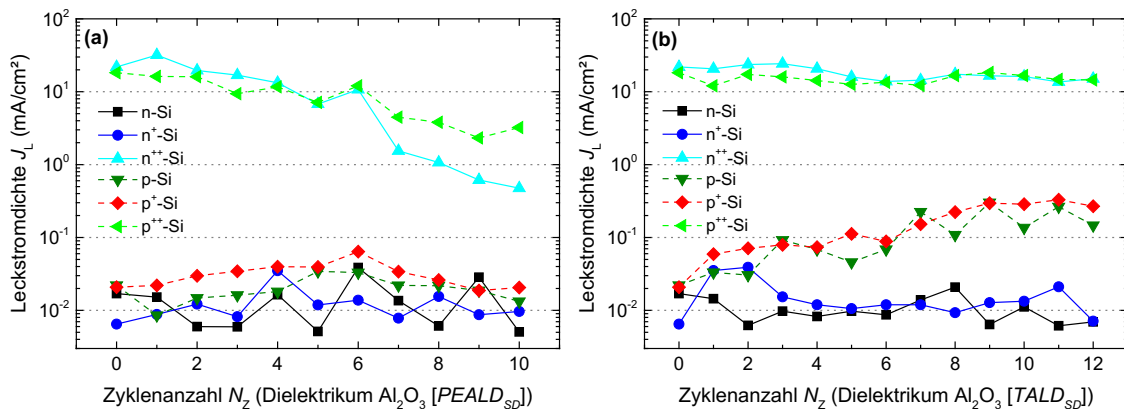 (a)
Leckstromdichte J_L (mA/cm²)
10²
10¹
10⁰
10⁻¹
10⁻²
n-Si
n⁺-Si
n⁺⁺-Si
p-Si
p⁺-Si
p⁺⁺-Si
0 2 4 6 8 10
Zyklenanzahl N_Z (Dielektrikum Al₂O₃ [PEALD_SD])
(b)
Leckstromdichte J_L (mA/cm²)
10²
10¹
10⁰
10⁻¹
10⁻²
n-Si
n⁺-Si
n⁺⁺-Si
p-Si
p⁺-Si
p⁺⁺-Si
0 2 4 6 8 10 12
Zyklenanzahl N_Z (Dielektrikum Al₂O₃ [TALD_SD])